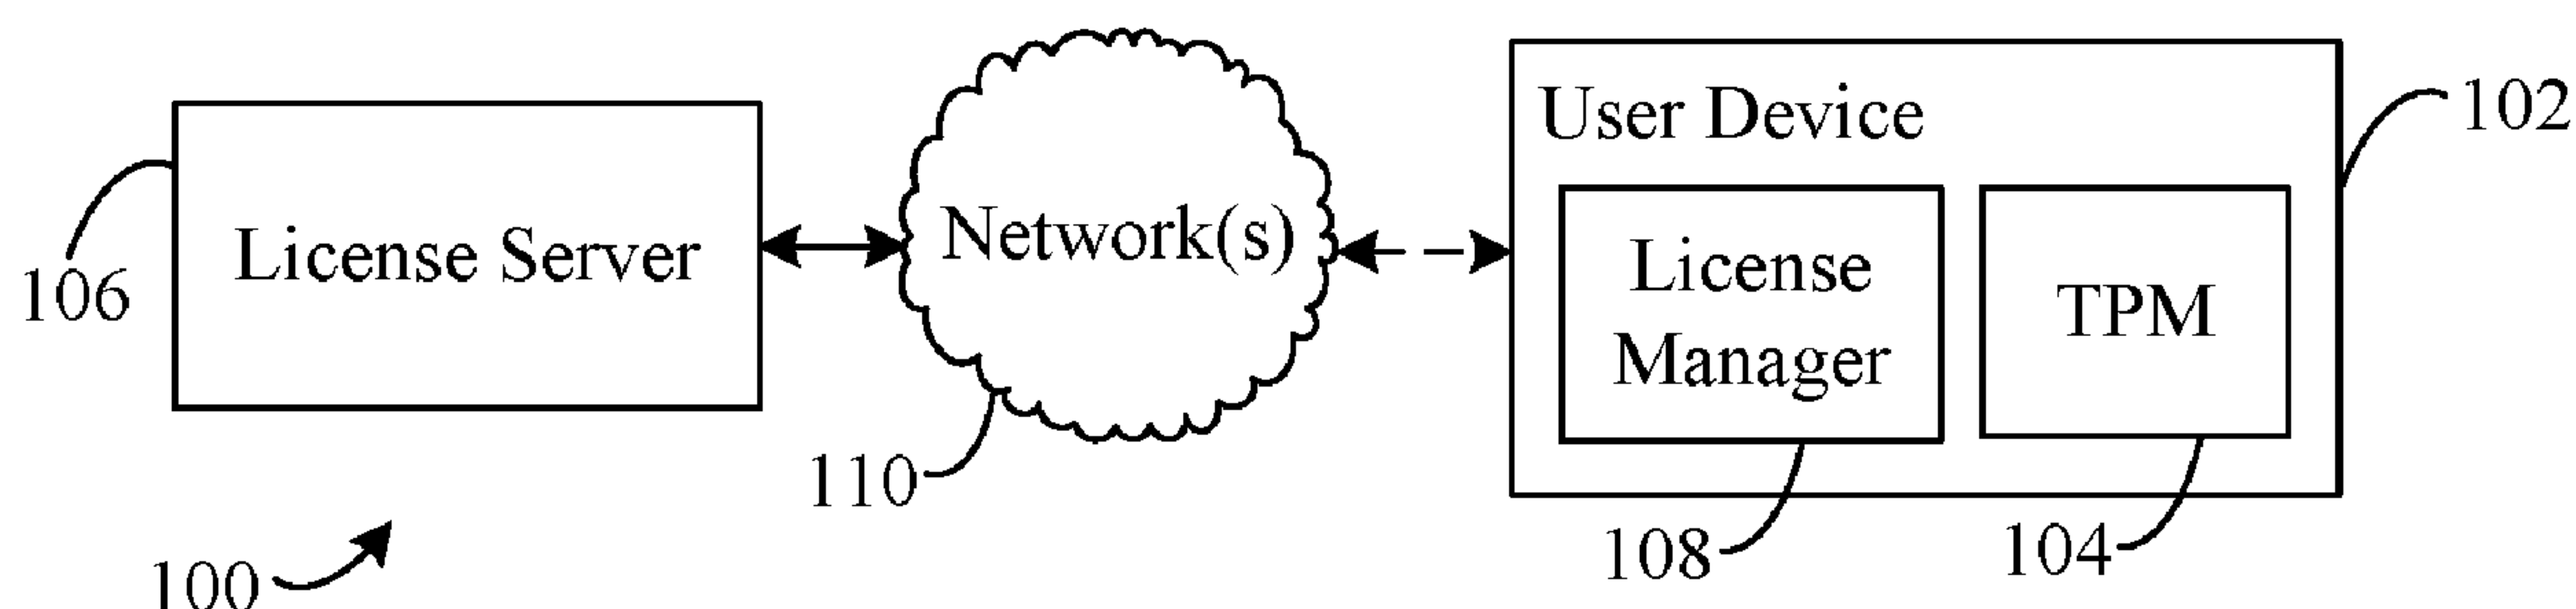 User Device
102
License Server
Network(s)
License
Manager
TPM
106
110
108
104
100